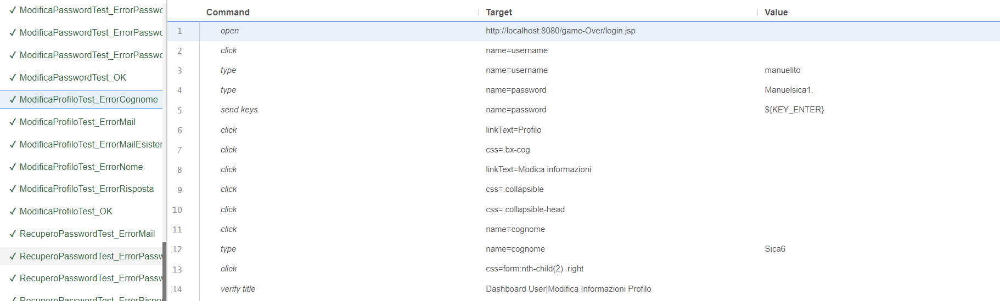 ModificaPasswordTest_ErrorPasswo
ModificaPasswordTest_ErrorPasswo
ModificaPasswordTest_ErrorPasswo
ModificaPasswordTest_OK
ModificaProfiloTest_ErrorCognome
ModificaProfiloTest_ErrorMail
ModificaProfiloTest_ErrorMailEsisten
ModificaProfiloTest_ErrorNome
ModificaProfiloTest_ErrorRisposta
ModificaProfiloTest_OK
RecuperoPasswordTest_ErrorMail
RecuperoPasswordTest_ErrorPassw
RecuperoPasswordTest_ErrorPassw
RecuperoPasswordTest_ErrorRispo
Command Target Value
1 open http://localhost:8080/game-Over/login.jsp
2 click name=username
3 type name=username manuelito
4 type name=password Manuelsica1.
5 send keys name=password ${KEY_ENTER}
6 click linkText=Profilo
7 click css=.bx-cog
8 click linkText=Modica informazioni
9 click css=.collapsible
10 click css=.collapsible-head
11 click name=cognome
12 type name=cognome Sica6
13 click css=form:nth-child(2) .right
14 verify title Dashboard User|Modifica Informazioni Profilo